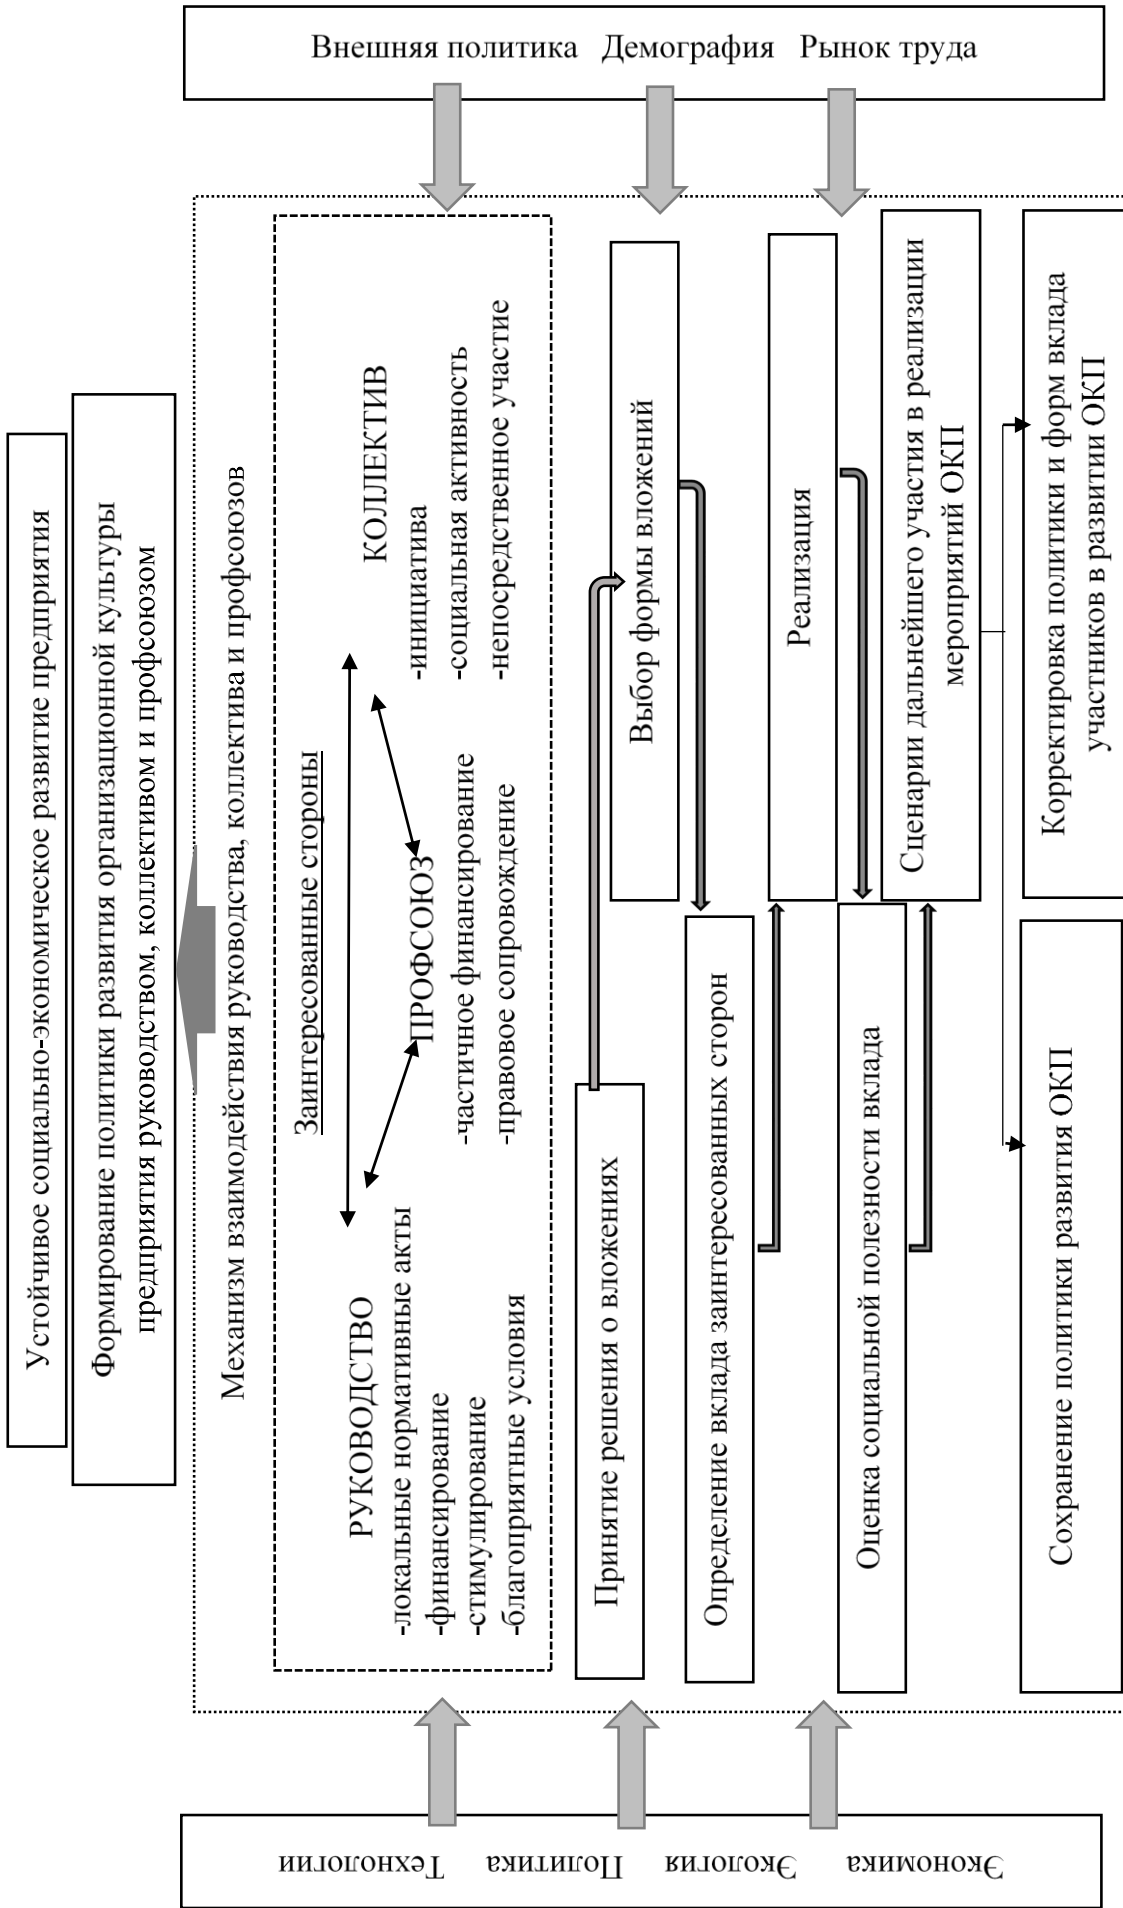 Устойчивое социально-экономическое развитие предприятия
Формирование политики развития организационной культуры
предприятия руководством, коллективом и профсоюзом
Механизм взаимодействия руководства, коллектива и профсоюзов
Заинтересованные стороны
РУКОВОДСТВО
-локальные нормативные акты
-финансирование
-стимулирование
-благоприятные условия
ПРОФСОЮЗ
-частичное финансирование
-правовое сопровождение
КОЛЛЕКТИВ
-инициатива
-социальная активность
-непосредственное участие
Принятие решения о вложениях
Выбор формы вложений
Определение вклада заинтересованных сторон
Реализация
Оценка социальной полезности вклада
Сценарии дальнейшего участия в реализации
мероприятий ОКП
Сохранение политики развития ОКП
Корректировка политики и форм вклада
участников в развитии ОКП
Технологии
Политика
Экология
Экономика
Внешняя политика
Демография
Рынок труда